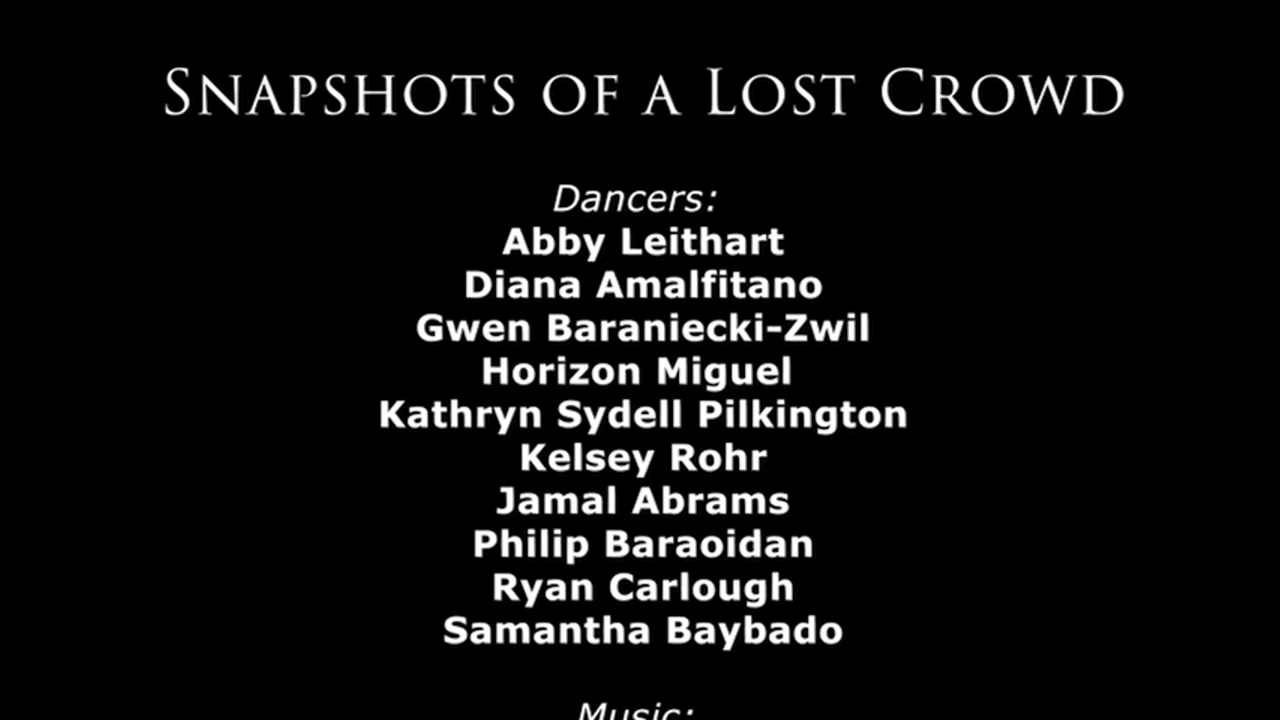 Snapshots of a Lost Crowd
Dancers:
Abby Leithart
Diana Amalfitano
Gwen Baraniecki-Zwil
Horizon Miguel
Kathryn Sydell Pilkington
Kelsey Rohr
Jamal Abrams
Philip Baraoidan
Ryan Carlough
Samantha Baybado
Music: